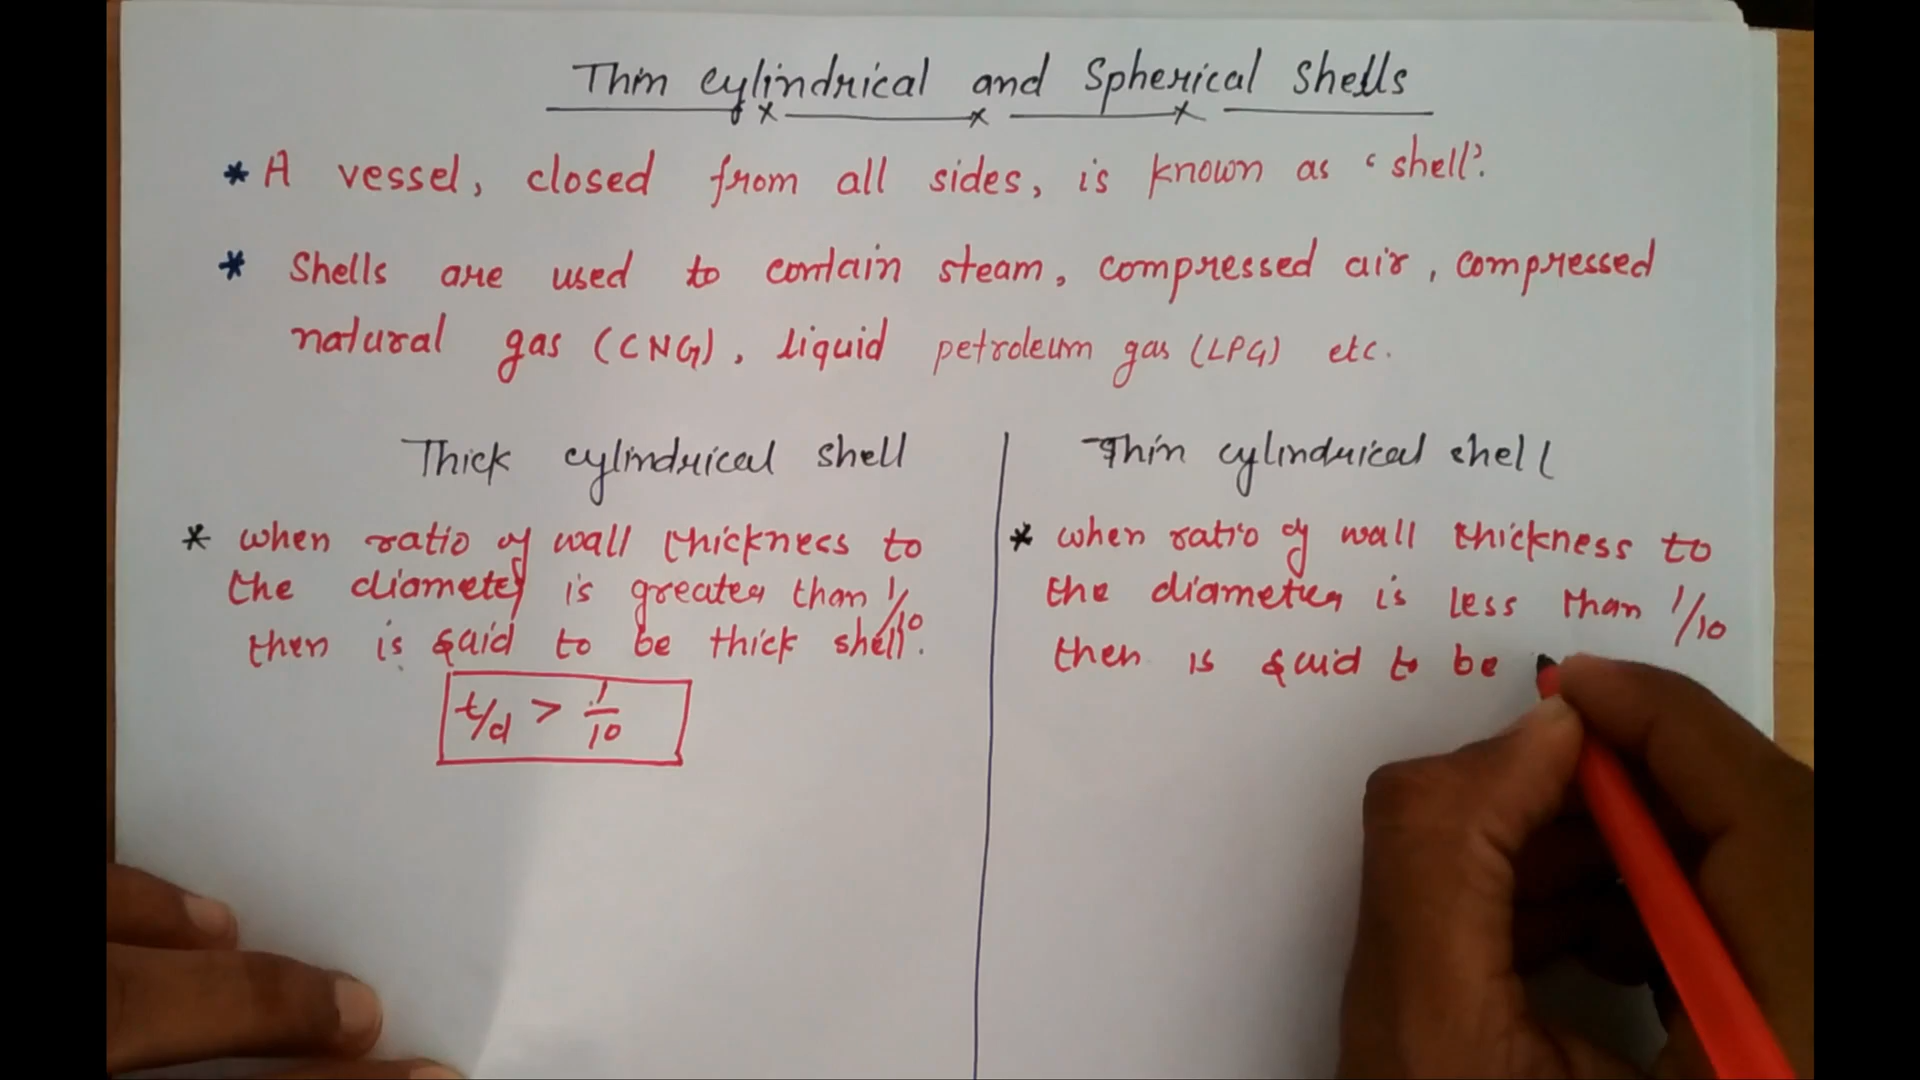 Thin cylindrical and Spherical Shells
* A vessel, closed from all sides, is known as 'shell'.
* Shells are used to contain steam, compressed air, compressed
natural gas (CNG), liquid petroleum gas (LPG) etc.
Thick cylindrical shell
* when ratio of wall thickness to
the diameter is greater than 1/10
then is said to be thick shell.
t/d > 1/10
Thin cylindrical shell
* when ratio of wall thickness to
the diameter is less than 1/10
then is said to be